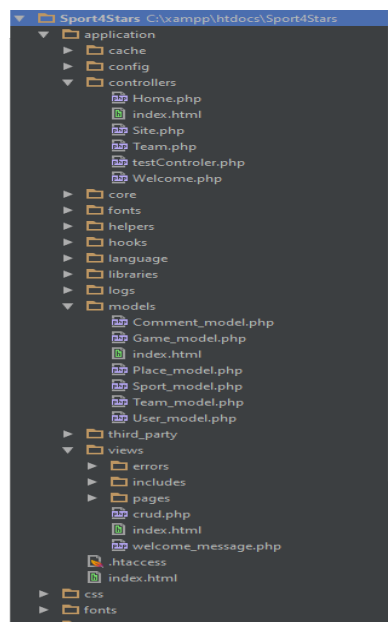 Sport4Stars C:\xampp\htdocs\Sport4Stars
application
cache
config
controllers
Home.php
index.html
Site.php
Team.php
testControler.php
Welcome.php
core
fonts
helpers
hooks
language
libraries
logs
models
Comment_model.php
Game_model.php
index.html
Place_model.php
Sport_model.php
Team_model.php
User_model.php
third_party
views
errors
includes
pages
crud.php
index.html
welcome_message.php
.htaccess
index.html
css
fonts